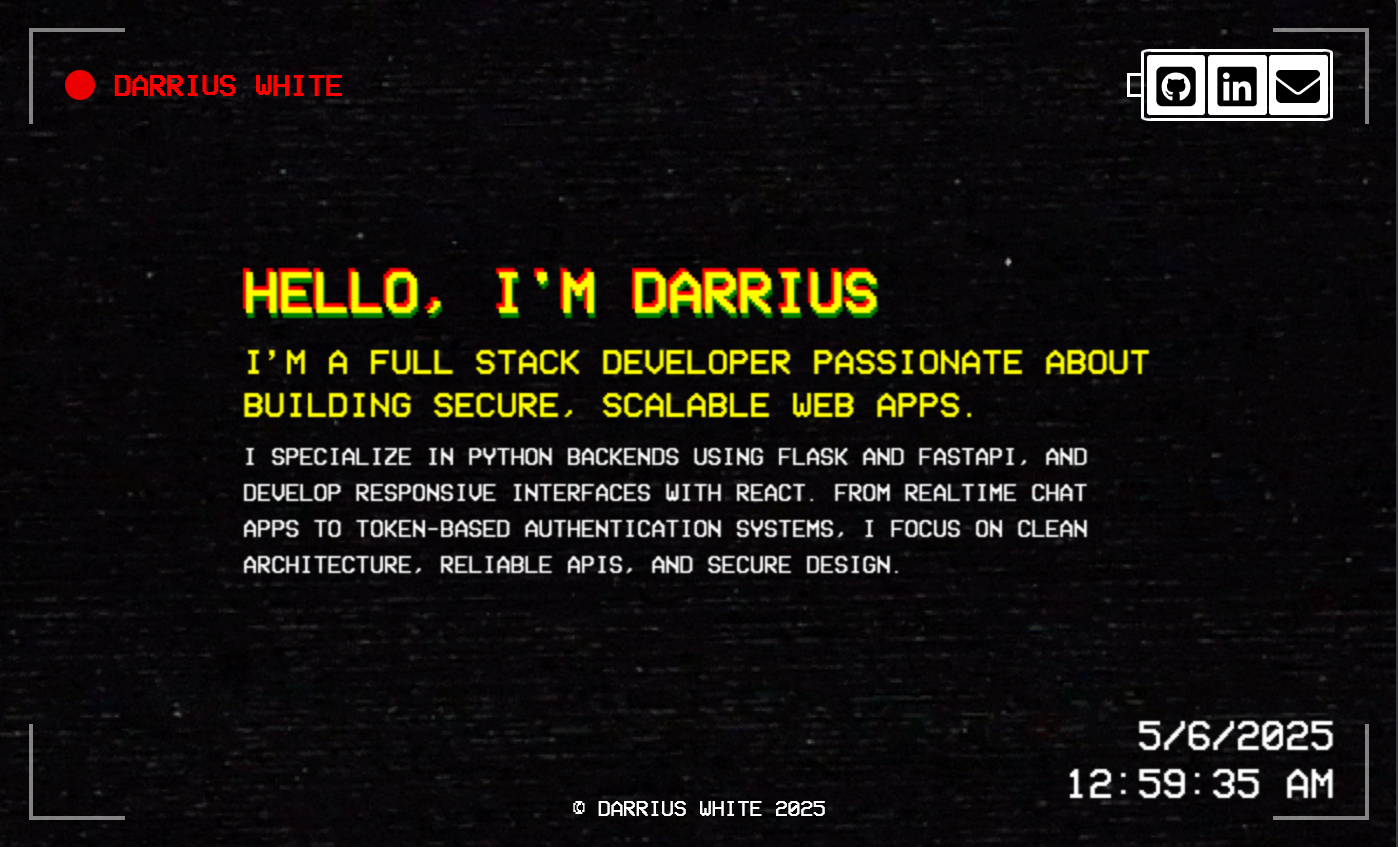 DARRIUS WHITE
in
HELLO, I'M DARRIUS
I'M A FULL STACK DEVELOPER PASSIONATE ABOUT
BUILDING SECURE, SCALABLE WEB APPS.
I SPECIALIZE IN PYTHON BACKENDS USING FLASK AND FASTAPI, AND
DEVELOP RESPONSIVE INTERFACES WITH REACT. FROM REALTIME CHAT
APPS TO TOKEN-BASED AUTHENTICATION SYSTEMS, I FOCUS ON CLEAN
ARCHITECTURE, RELIABLE APIS, AND SECURE DESIGN.
5/6/2025
12:59:35 AM
© DARRIUS WHITE 2025